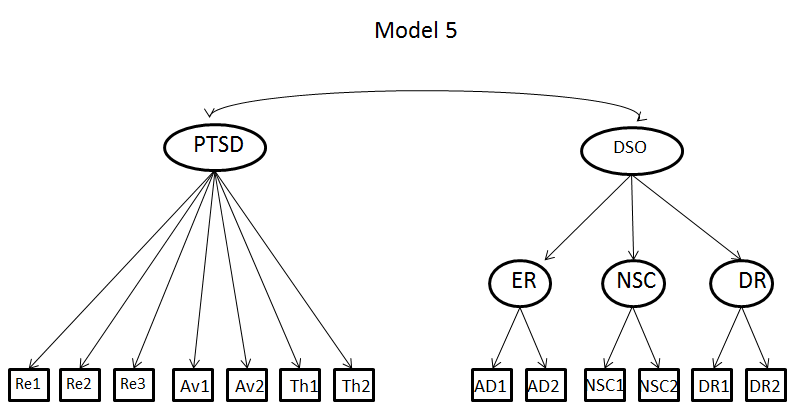 Model 5
PTSD
DSO
ER
NSC
DR
Re1
Re2
Re3
Av1
Av2
Th1
Th2
AD1
AD2
NSC1
NSC2
DR1
DR2